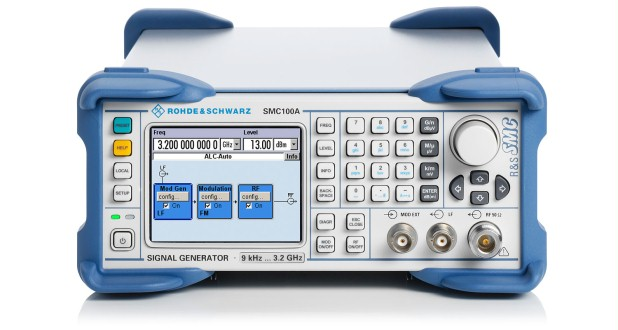 ROHDE & SCHWARZ SMC100A
PRESET
HELP
LOCAL
SETUP
Freq Level
3.200 000 000 0 GHz 13.00 dBm
ALC-Auto Info
LF
Mod Gen Modulation RF
config... config... config...
On On On
LF FM
RF
FREQ 7 8 9 G/n
dBµV
LEVEL 4 5 6 M/µ
µV
INFO 1 2 3 k/m
mV
BACK
SPACE 0 . - ENTER
DIAGR ESC
CLOSE
MOD
ON/OFF RF
ON/OFF
R&S SMC
MOD EXT LF RF 50 Ω
SIGNAL GENERATOR · 9 kHz ... 3.2 GHz